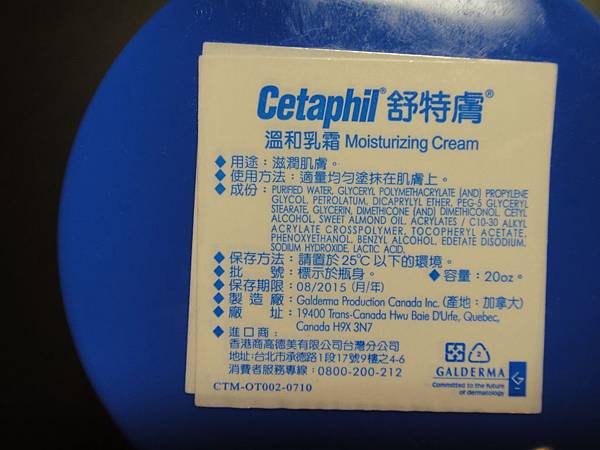 Cetaphil® 舒特膚®
溫和乳霜 Moisturizing Cream
◆用途：滋潤肌膚。
◆使用方法：適量均勻塗抹在肌膚上。
◆成份：PURIFIED WATER, GLYCERYL POLYMETHACRYLATE (AND) PROPYLENE
GLYCOL, PETROLATUM, DICAPRYLYL ETHER, PEG-5 GLYCERYL
STEARATE, GLYCERIN, DIMETHICONE (AND) DIMETHICONOL, CETYL
ALCOHOL, SWEET ALMOND OIL, ACRYLATES / C10-30 ALKYL
ACRYLATE CROSSPOLYMER, TOCOPHERYL ACETATE,
PHENOXYETHANOL, BENZYL ALCOHOL, EDETATE DISODIUM,
SODIUM HYDROXIDE, LACTIC ACID.
◆保存方法：請置於25℃以下的環境。
◆批　號：標示於瓶身。 ◆容量：20oz。
◆保存期限：08/2015 (月/年)
◆製造廠：Galderma Production Canada Inc. (產地：加拿大)
◆廠　址：19400 Trans-Canada Hwu Baie D'Urfe, Quebec,
Canada H9X 3N7
◆進口商：
香港商高德美有限公司台灣分公司
地址:台北市承德路1段17號9樓之4-6
消費者服務專線：0800-200-212
CTM-OT002-0710
GALDERMA
Committed to the future
of dermatology